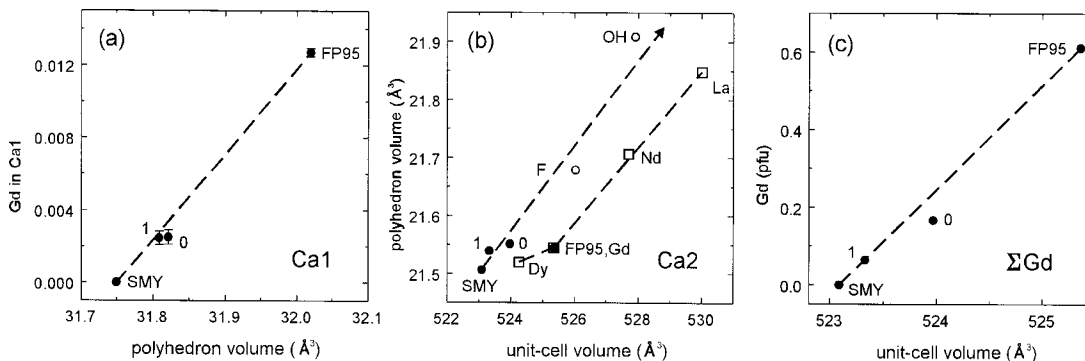 (a)
Gd in Ca1
0.012
0.008
0.004
0.000
FP95
1
0
SMY
Ca1
31.7
31.8
31.9
32.0
polyhedron volume (Å³)
(b)
polyhedron volume (Å³)
21.9
21.8
21.7
21.6
21.5
OH
La
F
Nd
1
0
FP95,Gd
Dy
SMY
Ca2
522
524
526
528
530
unit-cell volume (Å³)
(c)
Gd (pfu)
0.6
0.4
0.2
0.0
FP95
0
1
SMY
ΣGd
523
524
525
unit-cell volume (Å³)